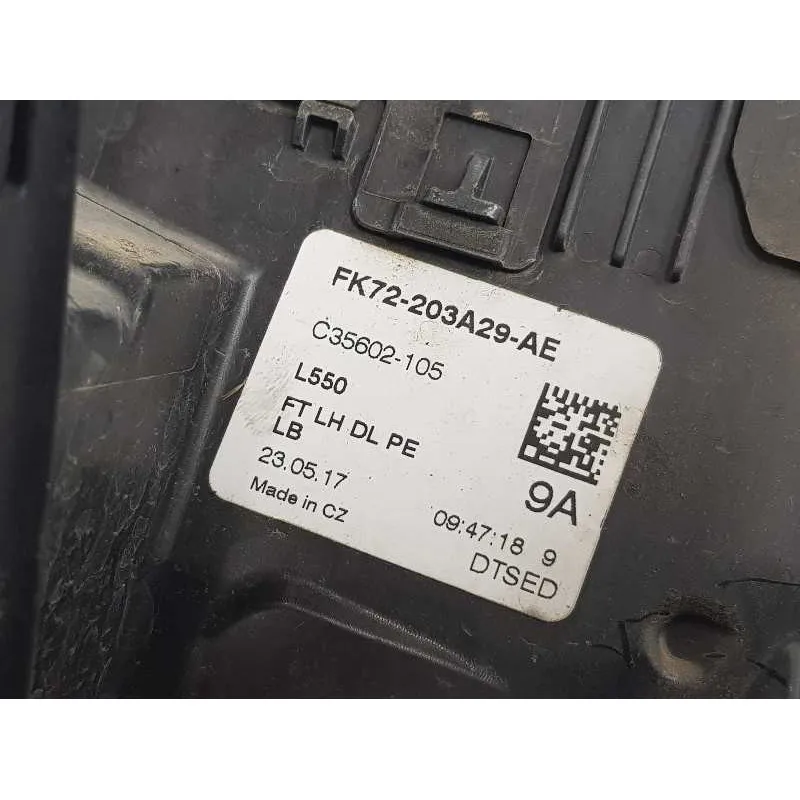 FK72-203A29-AE
C35602-105
L550
FT LH DL PE
LB
23.05.17
Made in CZ
9A
09:47:18 9
DTSED